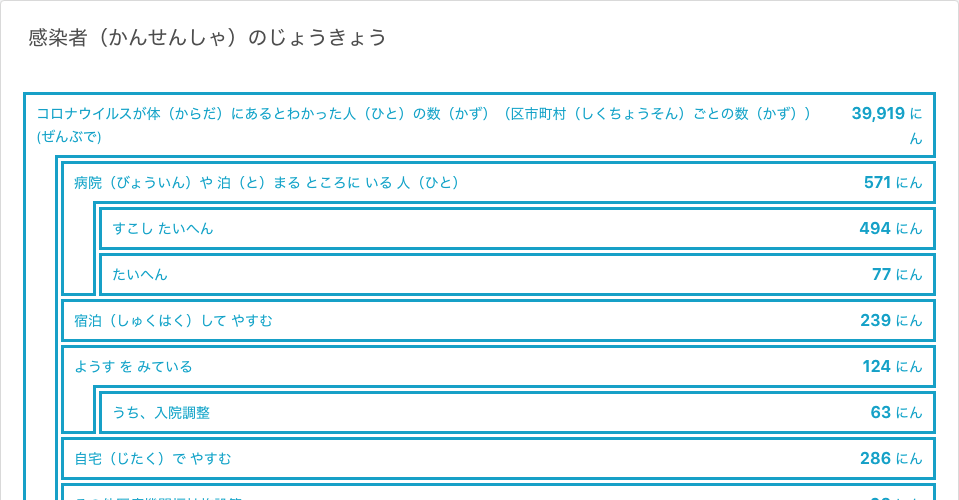 感染者（かんせんしゃ）のじょうきょう
コロナウイルスが体（からだ）にあるとわかった人（ひと）の数（かず）（区市町村（しくちょうそん）ごとの数（かず）） 39,919 に
(ぜんぶで) ん
病院（びょういん）や 泊（と）まる ところに いる 人（ひと） 571 にん
すこし たいへん 494 にん
たいへん 77 にん
宿泊（しゅくはく）して やすむ 239 にん
ようす を みている 124 にん
うち、入院調整 63 にん
自宅（じたく）で やすむ 286 にん